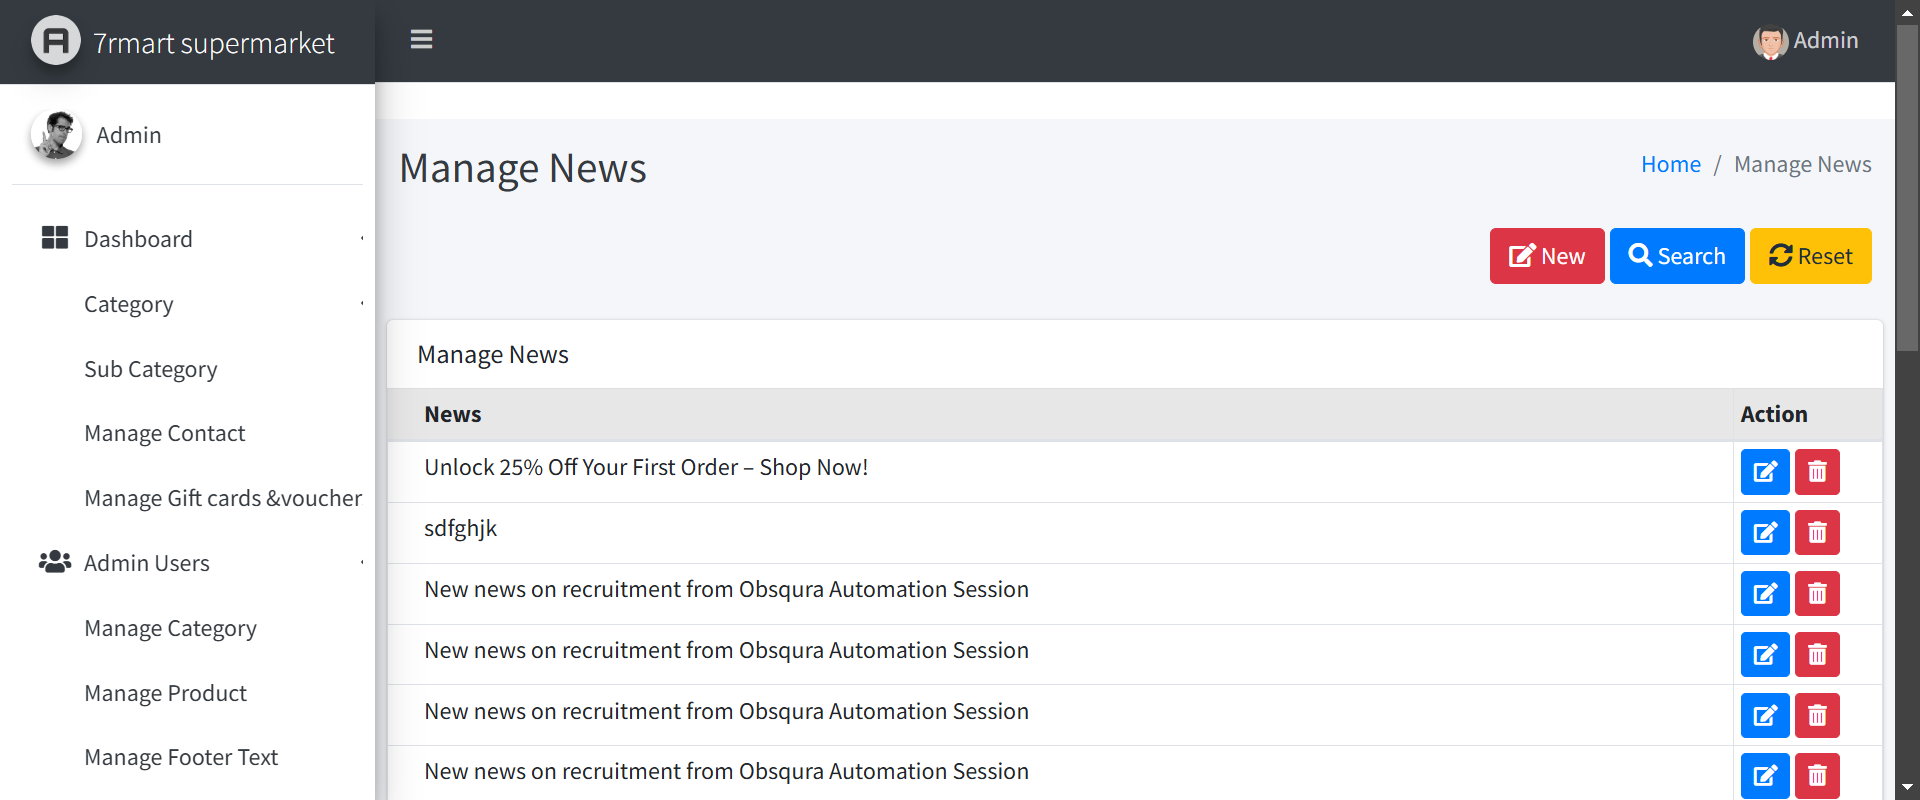 7rmart supermarket
Admin
Admin
Dashboard
Category
Sub Category
Manage Contact
Manage Gift cards &voucher
Admin Users
Manage Category
Manage Product
Manage Footer Text
Manage News
Home / Manage News
New Search Reset
Manage News
News Action
Unlock 25% Off Your First Order – Shop Now!
sdfghjk
New news on recruitment from Obsqura Automation Session
New news on recruitment from Obsqura Automation Session
New news on recruitment from Obsqura Automation Session
New news on recruitment from Obsqura Automation Session